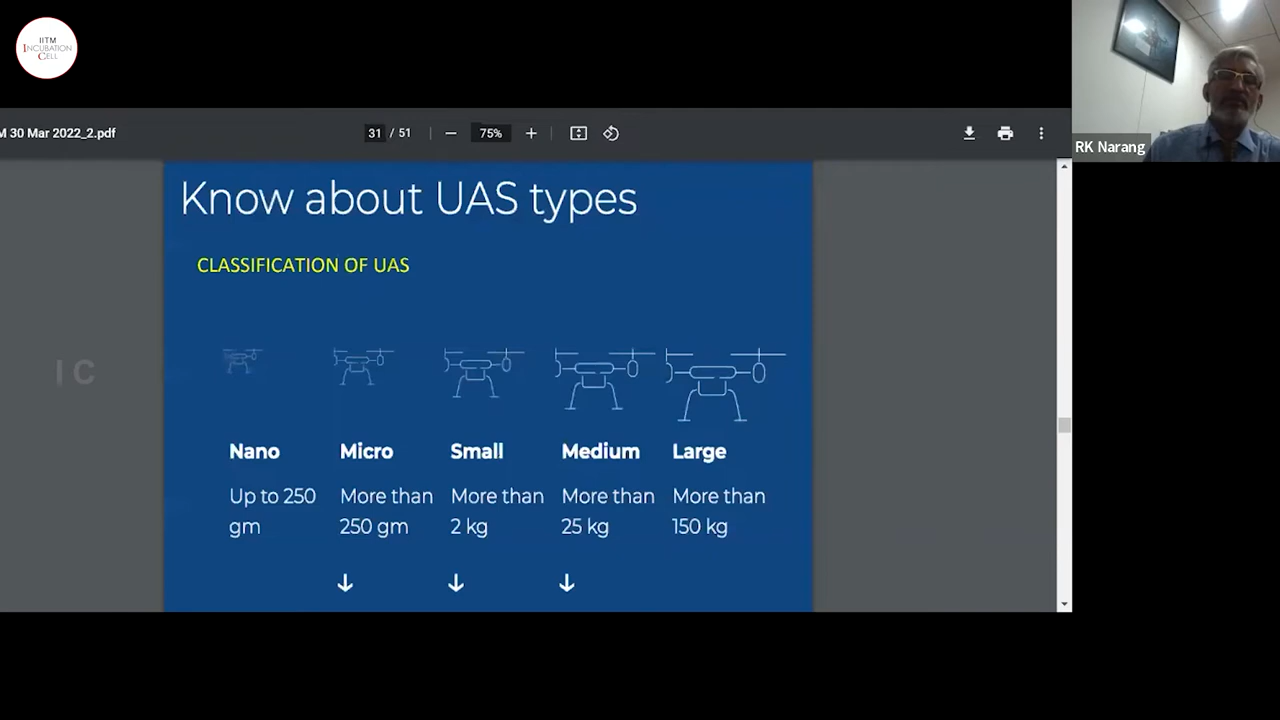 IITM
INCUBATION
CELL
M 30 Mar 2022_2.pdf
31 / 51
75%
RK Narang
Know about UAS types
CLASSIFICATION OF UAS
I C
Nano Micro Small Medium Large
Up to 250 More than More than More than More than
gm 250 gm 2 kg 25 kg 150 kg